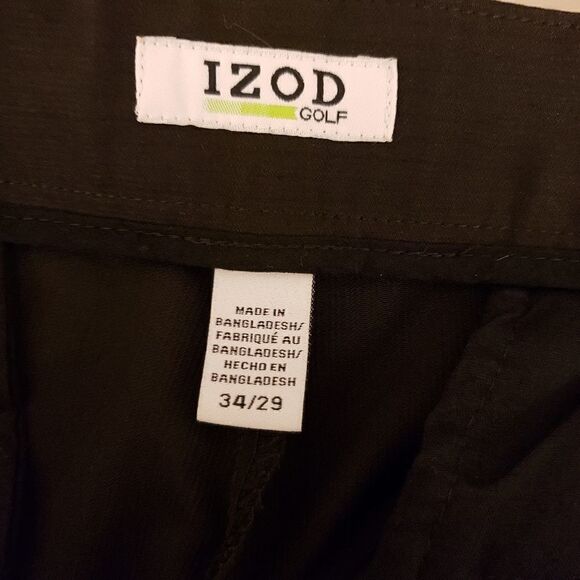 IZOD
GOLF
MADE IN
BANGLADESH/
FABRIQUÉ AU
BANGLADESH/
HECHO EN
BANGLADESH
34/29